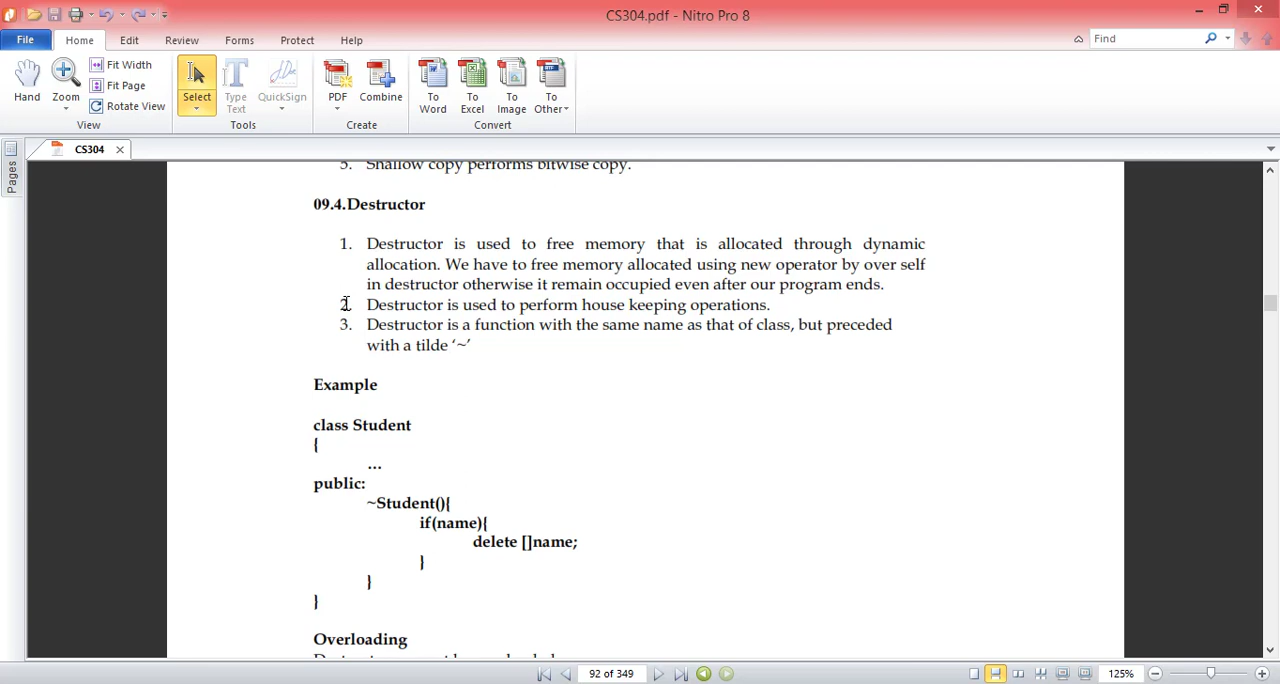 CS304.pdf - Nitro Pro 8
File Home Edit Review Forms Protect Help Find
Hand Zoom Fit Width Fit Page Rotate View Select Type Text QuickSign PDF Combine To Word To Excel To Image To Other
View Tools Create Convert
CS304
Pages
5. Shallow copy performs bitwise copy.
09.4.Destructor
1. Destructor is used to free memory that is allocated through dynamic
allocation. We have to free memory allocated using new operator by over self
in destructor otherwise it remain occupied even after our program ends.
2. Destructor is used to perform house keeping operations.
3. Destructor is a function with the same name as that of class, but preceded
with a tilde ‘~’
Example
class Student
{
…
public:
~Student(){
if(name){
delete []name;
}
}
}
Overloading
92 of 349 125%